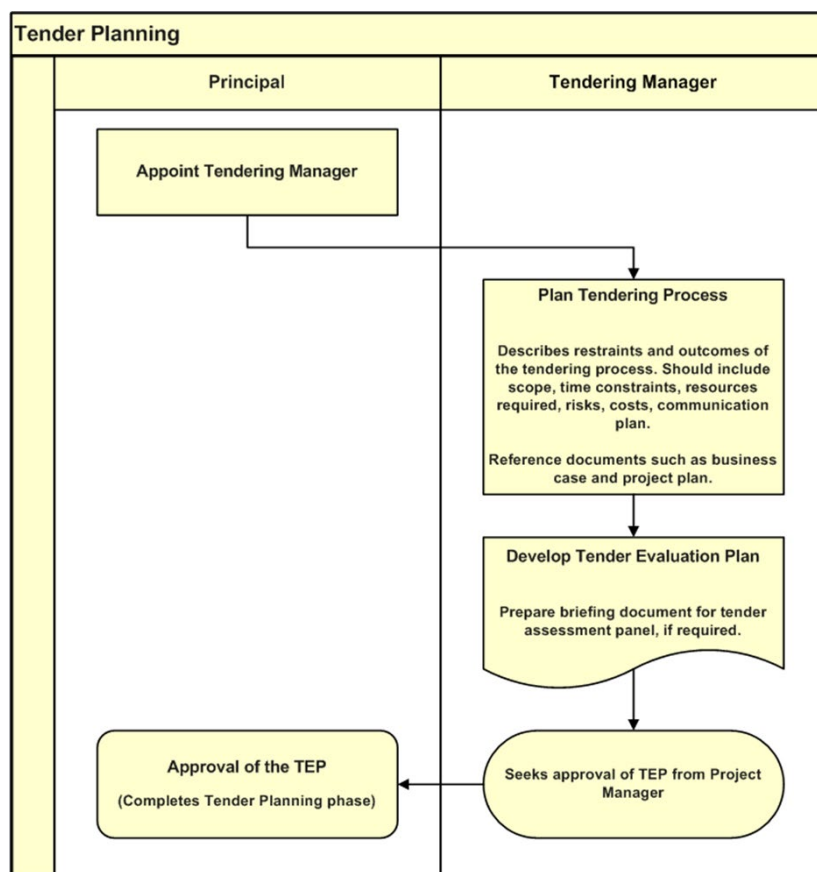 Tender Planning
Principal
Tendering Manager
Appoint Tendering Manager
Plan Tendering Process
Describes restraints and outcomes of
the tendering process. Should include
scope, time constraints, resources
required, risks, costs, communication
plan.
Reference documents such as business
case and project plan.
Develop Tender Evaluation Plan
Prepare briefing document for tender
assessment panel, if required.
Seeks approval of TEP from Project
Manager
Approval of the TEP
(Completes Tender Planning phase)